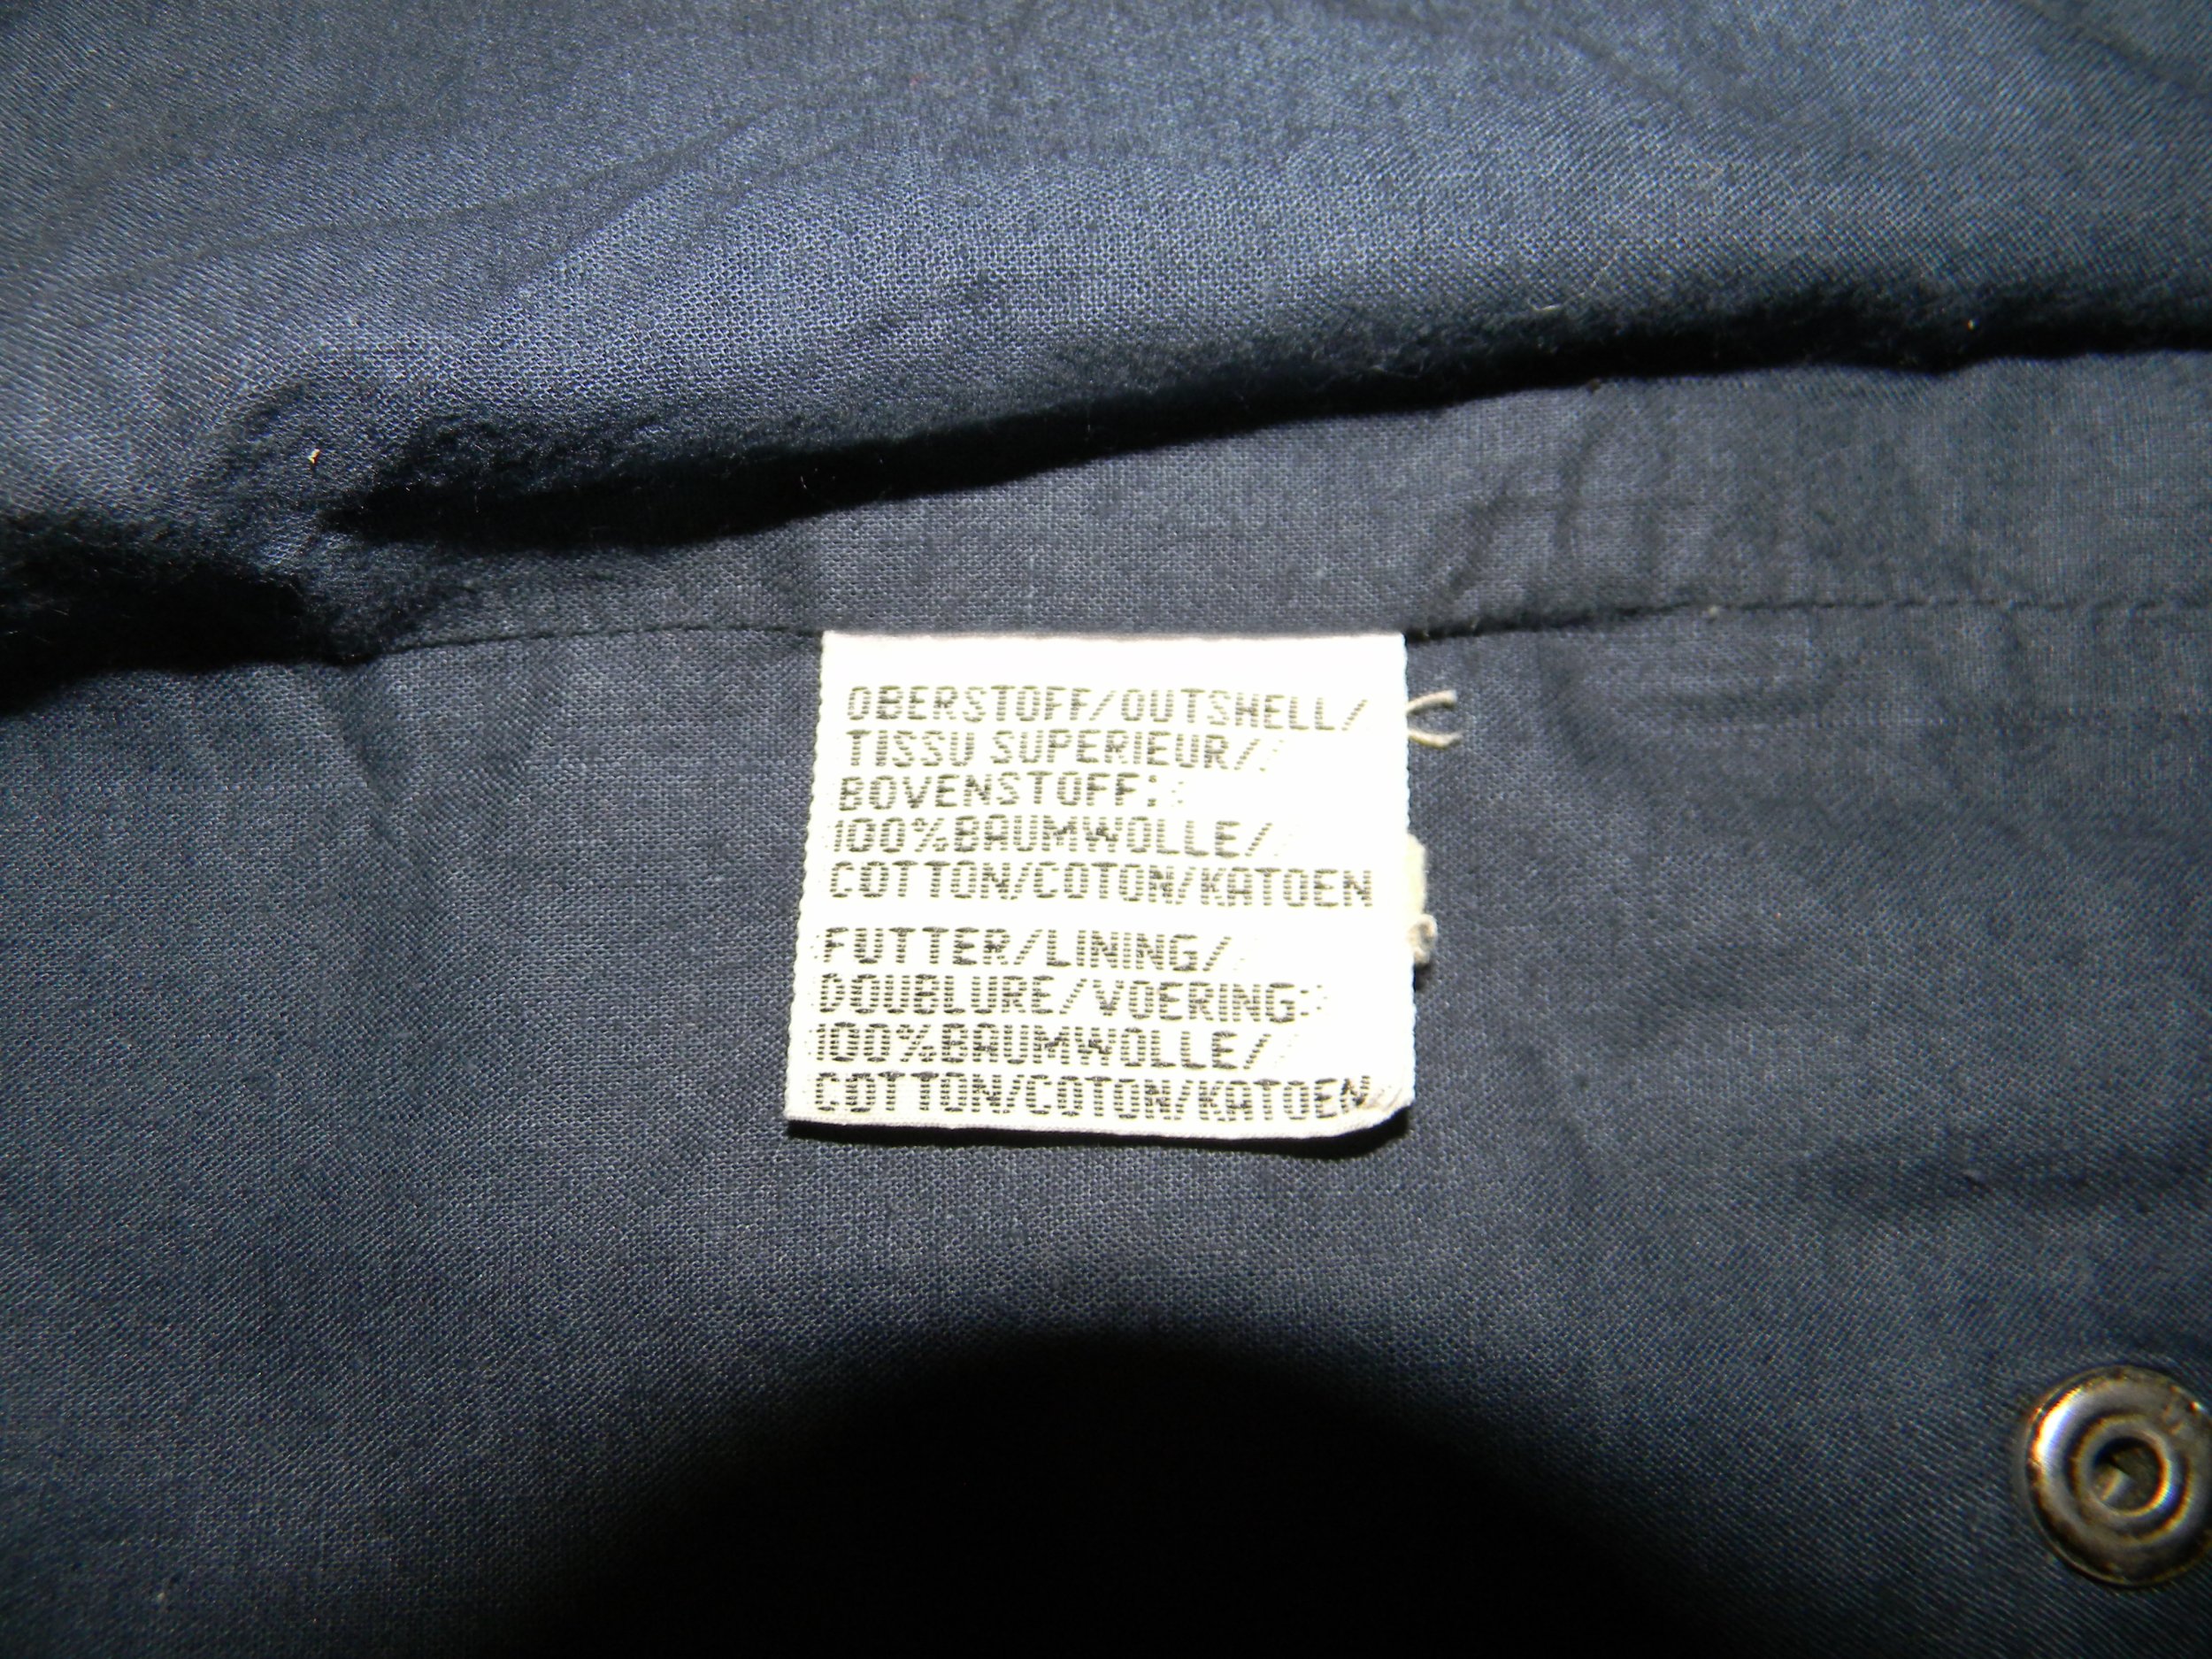 OBERSTOFF/OUTSHELL/
TISSU SUPERIEUR/
BOVENSTOFF:
100%BAUMWOLLE/
COTTON/COTON/KATOEN
FUTTER/LINING/
DOUBLURE/VOERING:
100%BAUMWOLLE/
COTTON/COTON/KATOEN